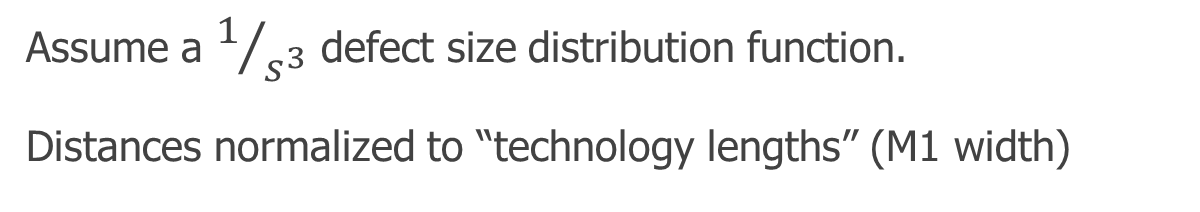 Assume a 1/s³ defect size distribution function.
Distances normalized to “technology lengths” (M1 width)